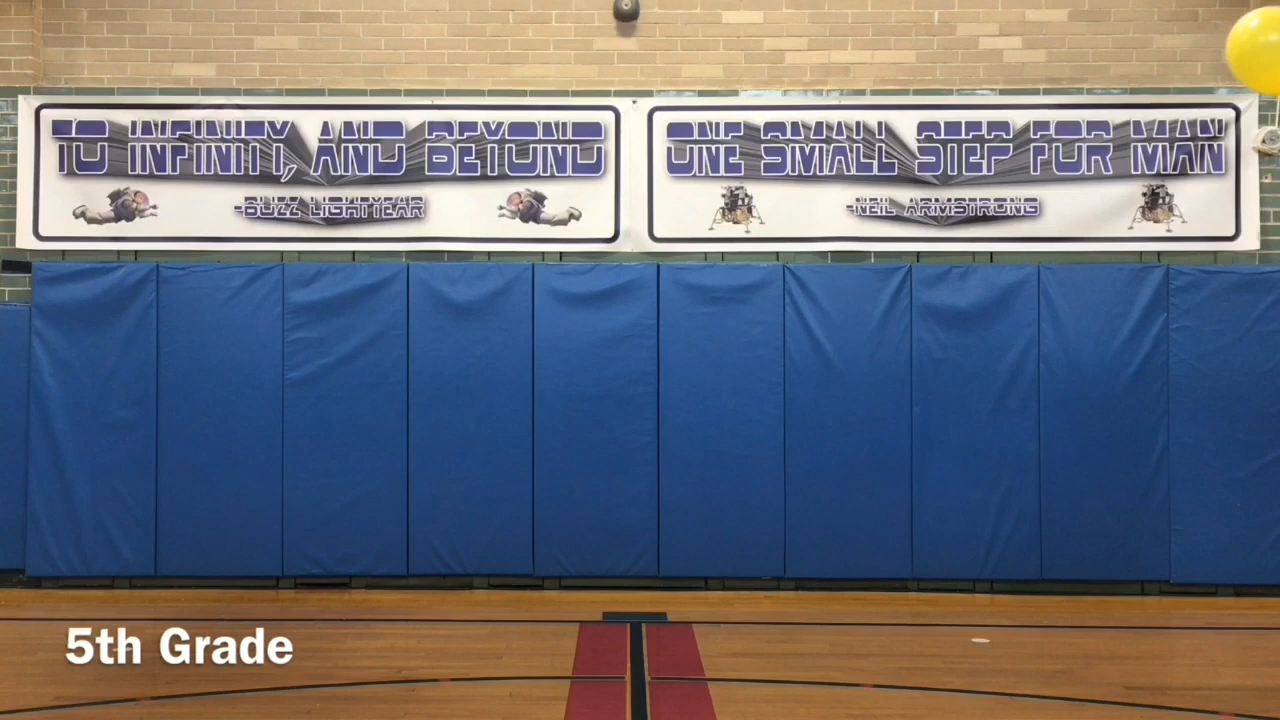 TO INFINITY, AND BEYOND
-BUZZ LIGHTYEAR
ONE SMALL STEP FOR MAN
-NEIL ARMSTRONG
5th Grade